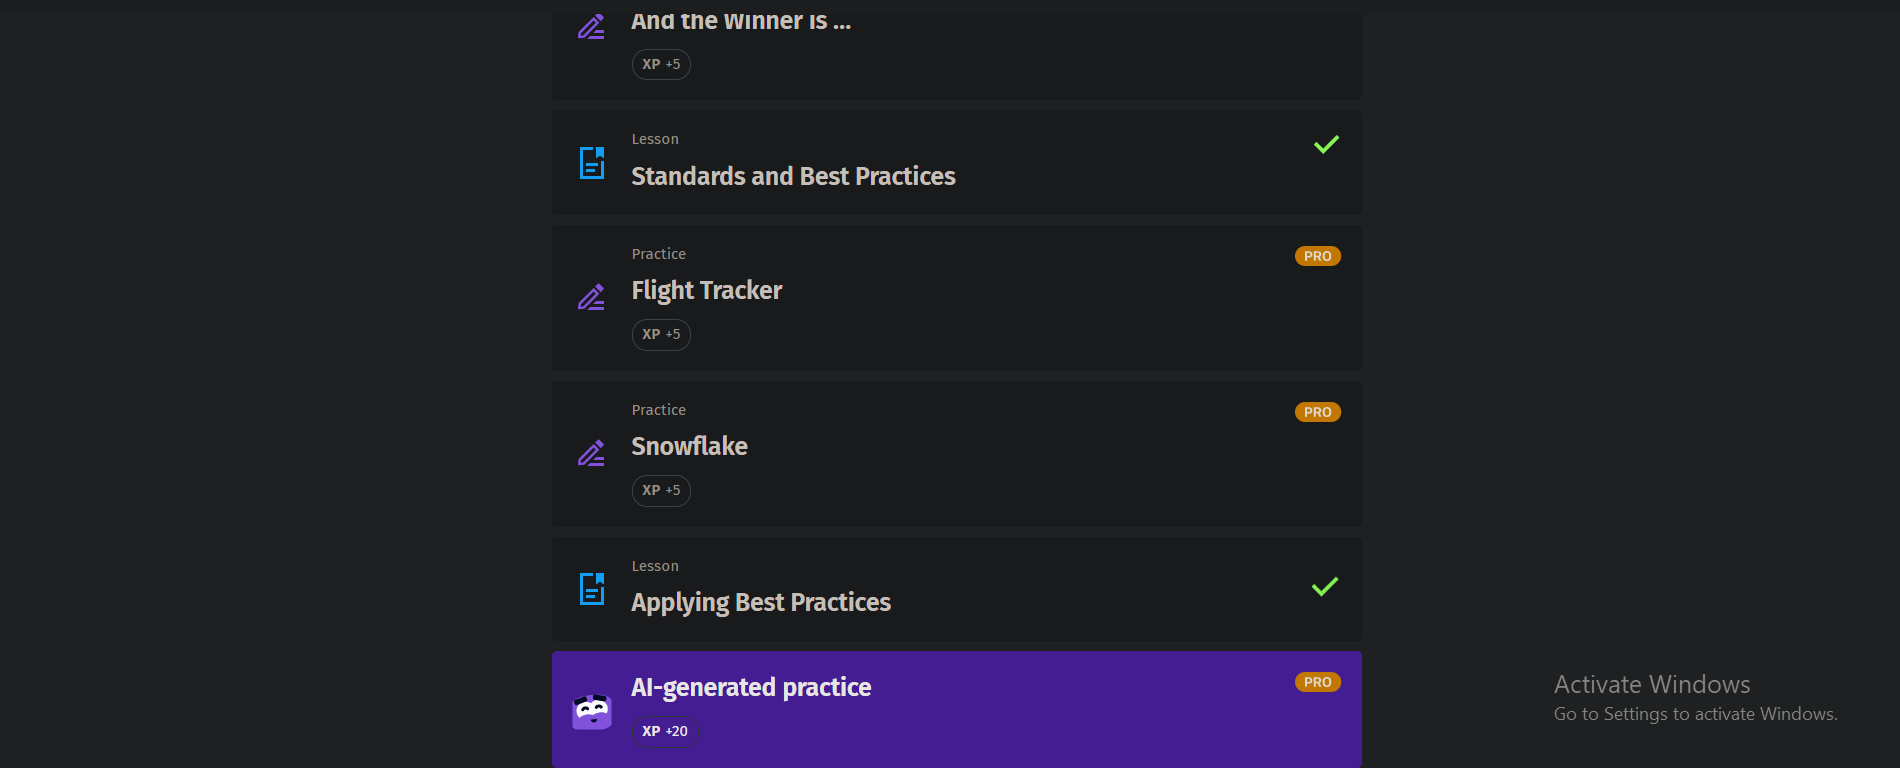 And the Winner is ...
XP +5
Lesson
Standards and Best Practices
Practice
PRO
Flight Tracker
XP +5
Practice
PRO
Snowflake
XP +5
Lesson
Applying Best Practices
AI-generated practice
PRO
XP +20
Activate Windows
Go to Settings to activate Windows.